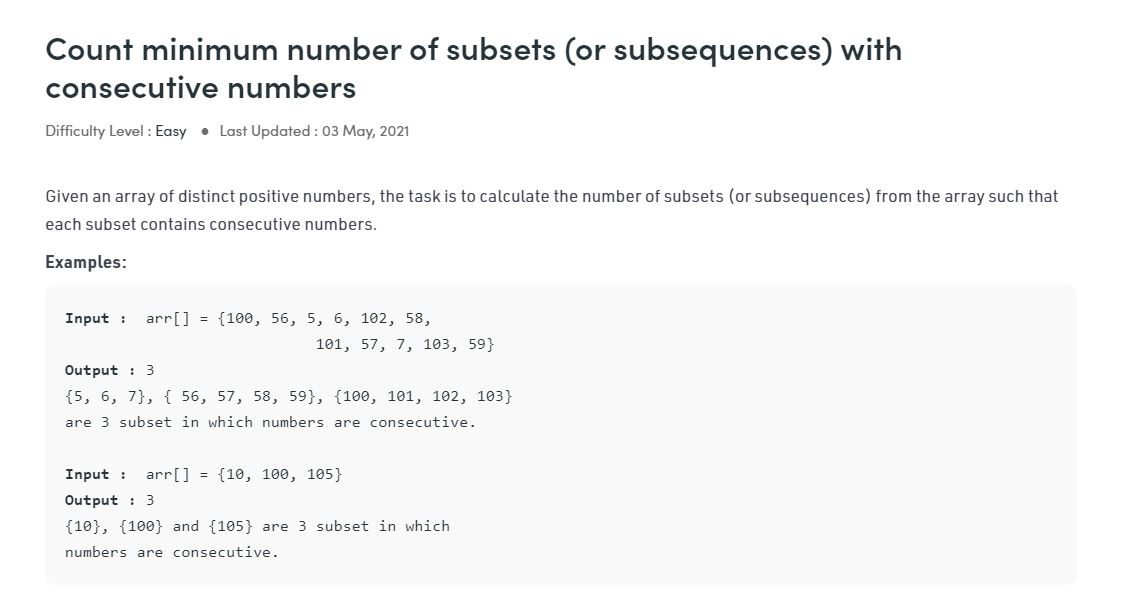 Count minimum number of subsets (or subsequences) with
consecutive numbers
Difficulty Level : Easy ● Last Updated : 03 May, 2021
Given an array of distinct positive numbers, the task is to calculate the number of subsets (or subsequences) from the array such that
each subset contains consecutive numbers.
Examples:
Input :  arr[] = {100, 56, 5, 6, 102, 58,
101, 57, 7, 103, 59}
Output : 3
{5, 6, 7}, { 56, 57, 58, 59}, {100, 101, 102, 103}
are 3 subset in which numbers are consecutive.
Input :  arr[] = {10, 100, 105}
Output : 3
{10}, {100} and {105} are 3 subset in which
numbers are consecutive.